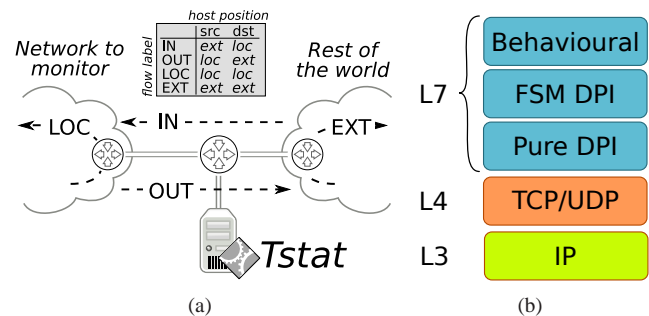 host position
src dst
flow label
IN ext loc
OUT loc ext
LOC loc loc
EXT ext ext
Network to
monitor
Rest of
the world
LOC
IN
EXT
OUT
Tstat
(a)
L7
Behavioural
FSM DPI
Pure DPI
L4
TCP/UDP
L3
IP
(b)